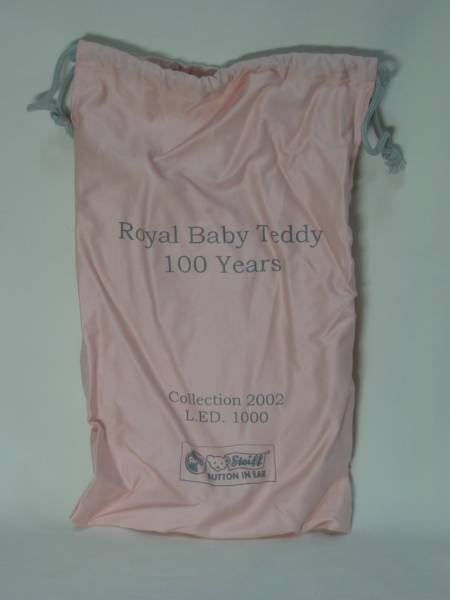 Royal Baby Teddy
100 Years
Collection 2002
L.ED. 1000
Steiff
BUTTON IN EAR